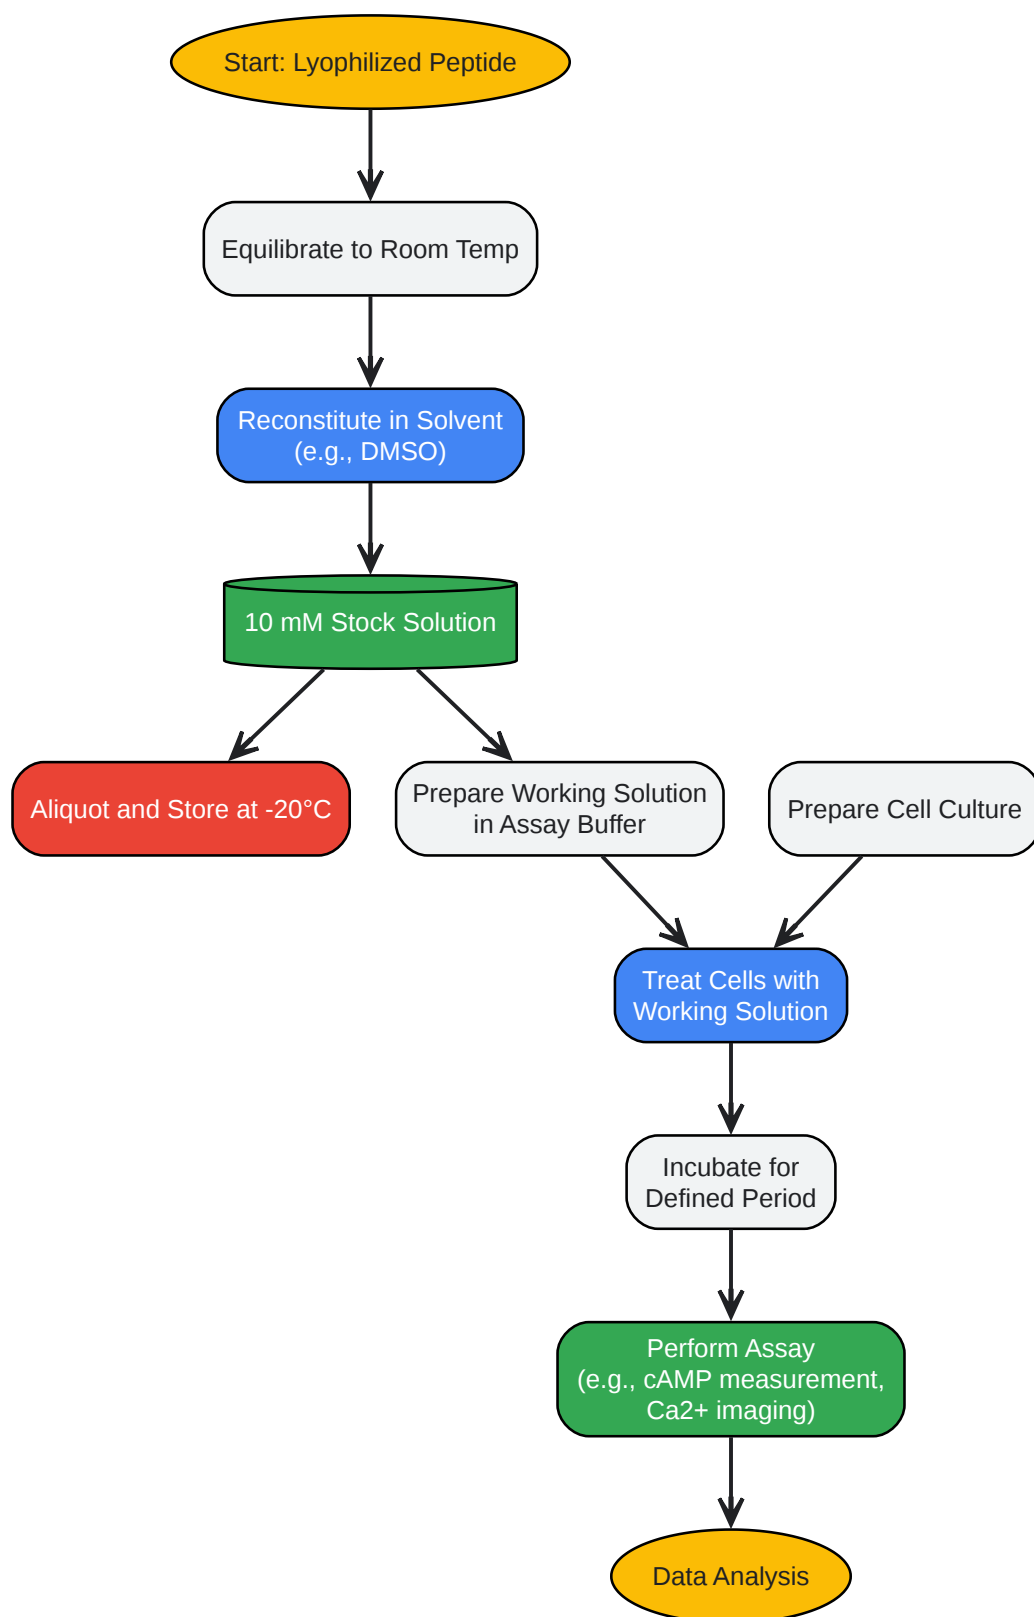 Start: Lyophilized Peptide
Equilibrate to Room Temp
Reconstitute in Solvent
(e.g., DMSO)
10 mM Stock Solution
Aliquot and Store at -20°C
Prepare Working Solution
in Assay Buffer
Prepare Cell Culture
Treat Cells with
Working Solution
Incubate for
Defined Period
Perform Assay
(e.g., cAMP measurement,
Ca2+ imaging)
Data Analysis